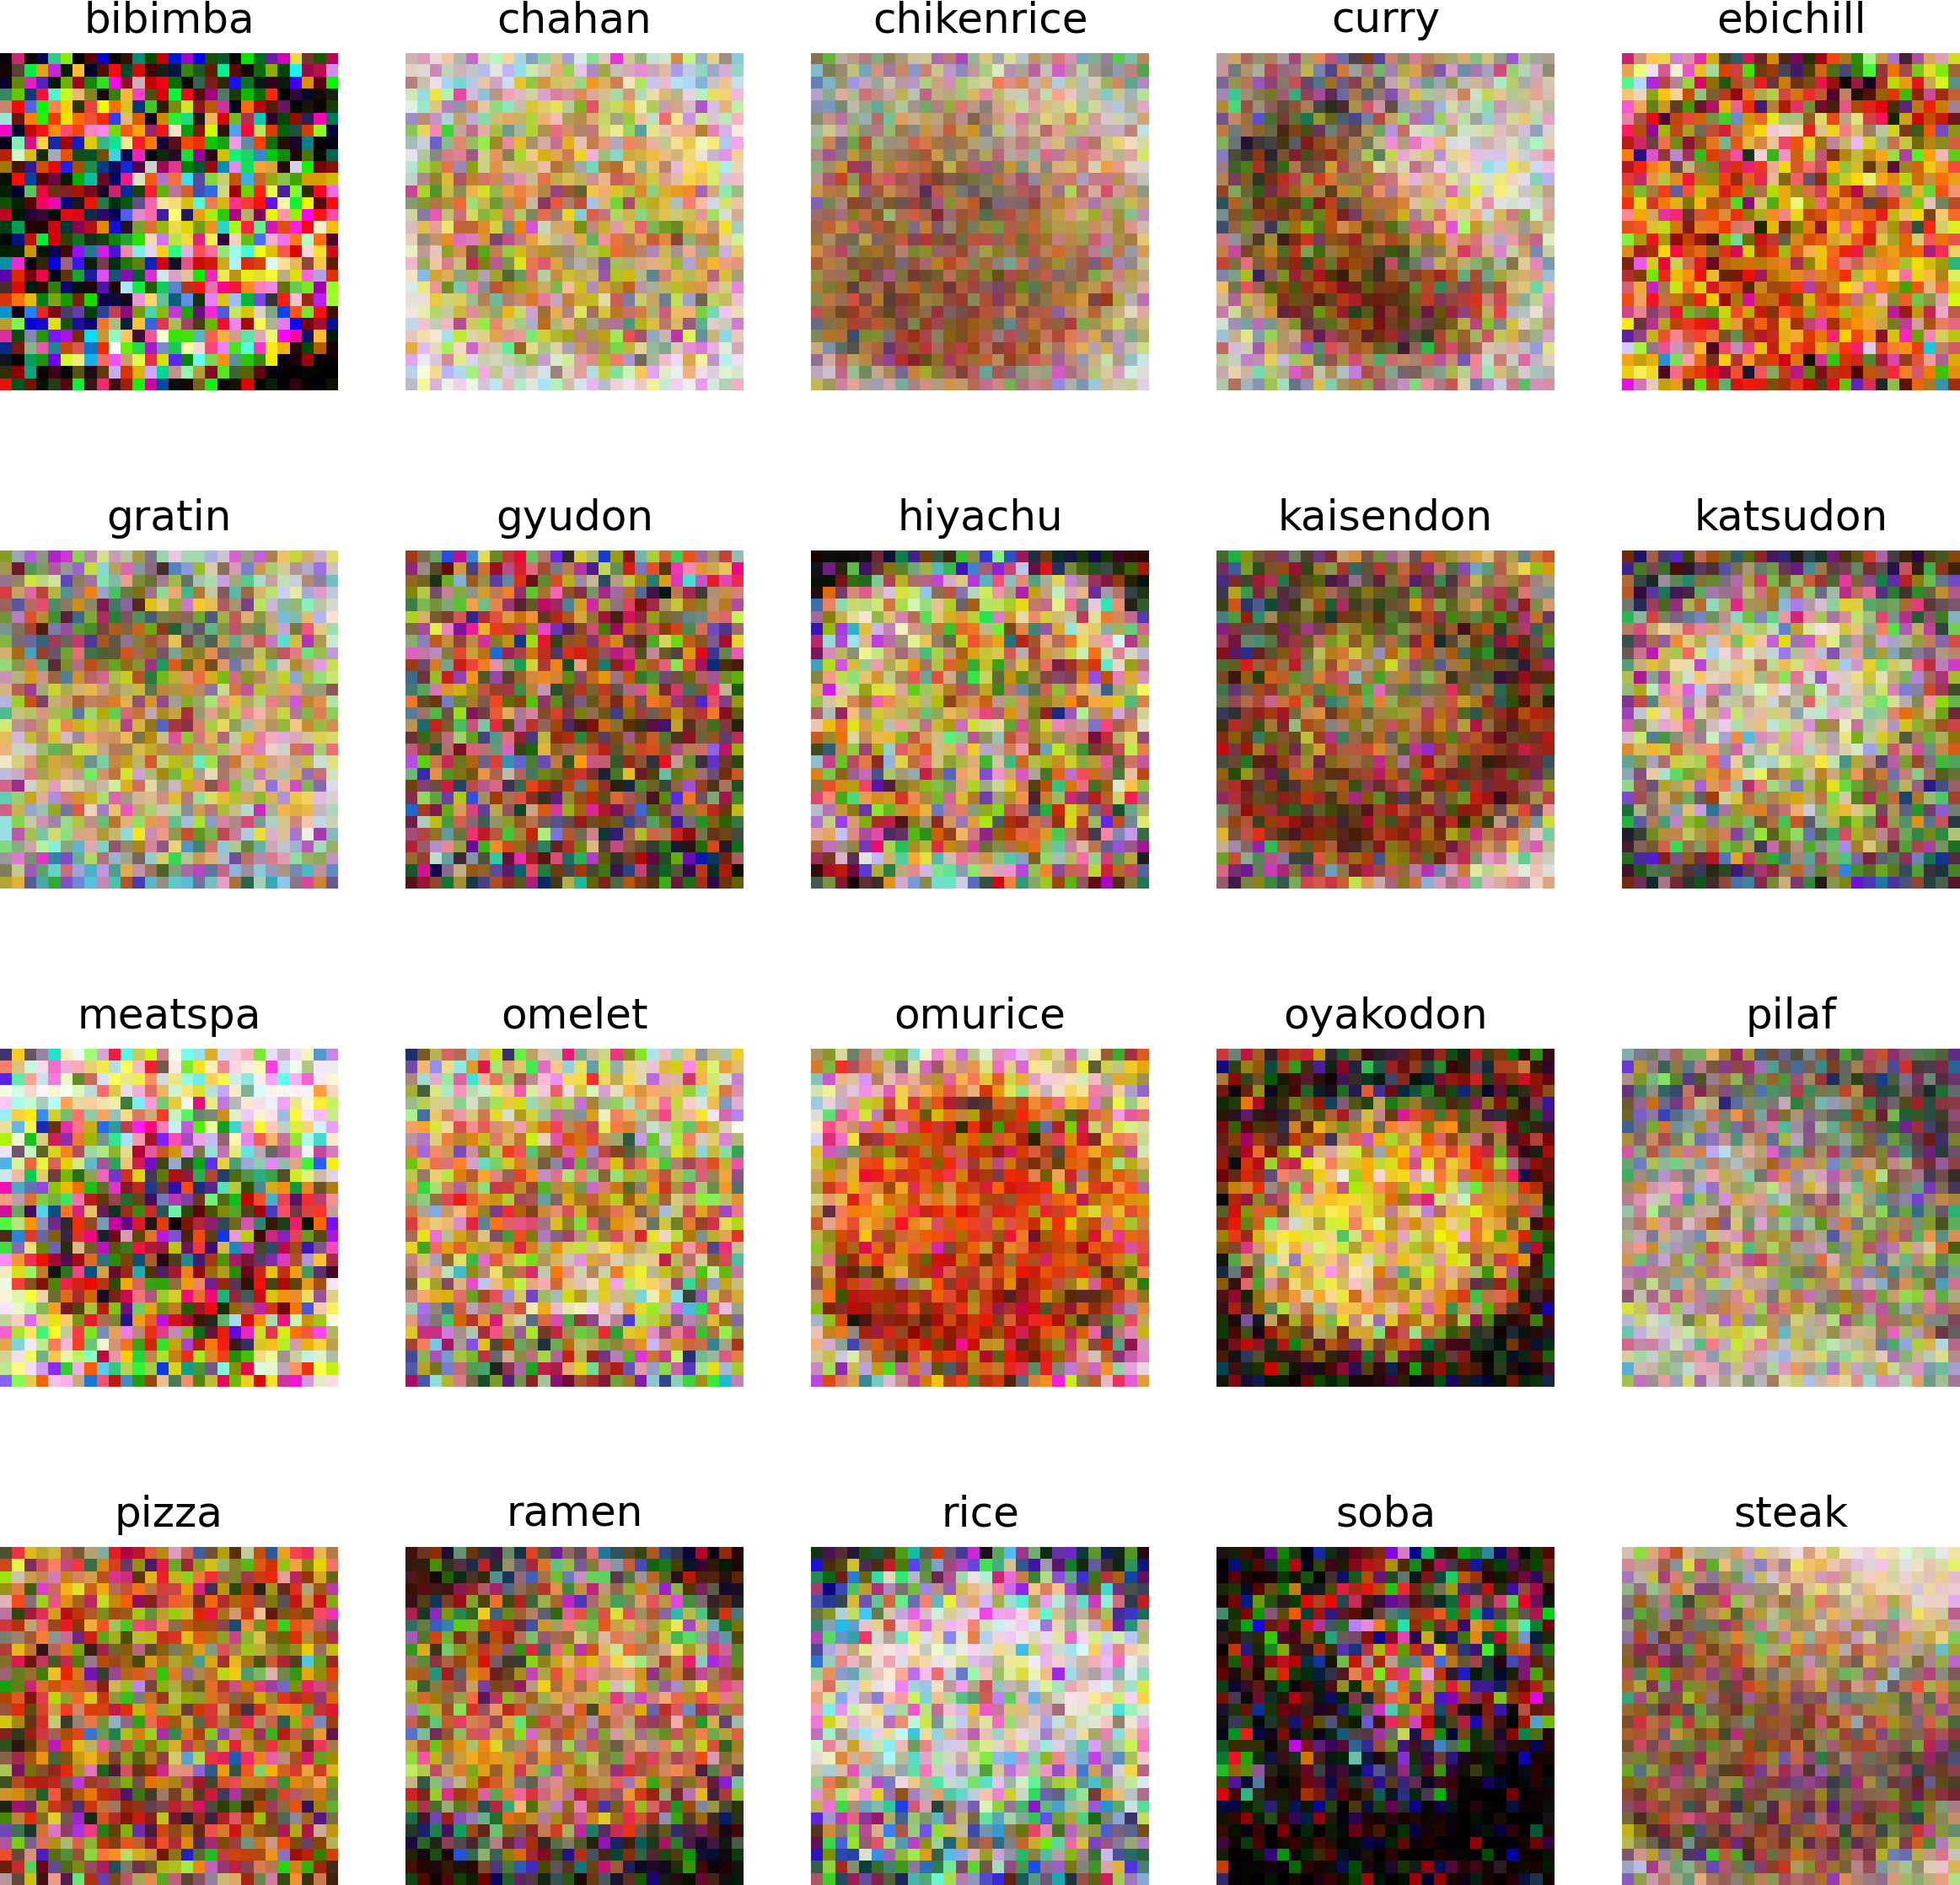 bibimba chahan chikenrice curry ebichill
gratin gyudon hiyachu kaisendon katsudon
meatspa omelet omurice oyakodon pilaf
pizza ramen rice soba steak